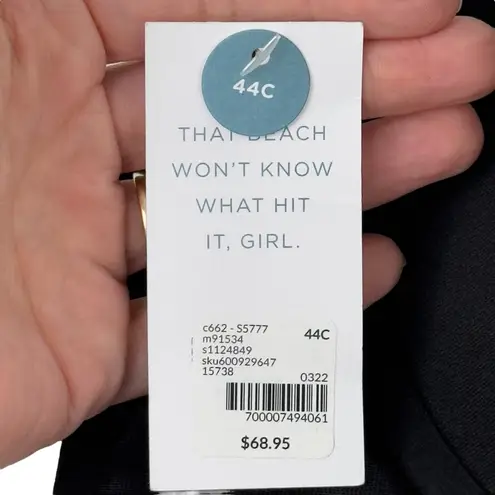 44C
THAT BEACH
WON'T KNOW
WHAT HIT
IT, GIRL.
c662 - S5777
m91534 44C
s1124849
sku600929647
15738 0322
700007494061
$68.95